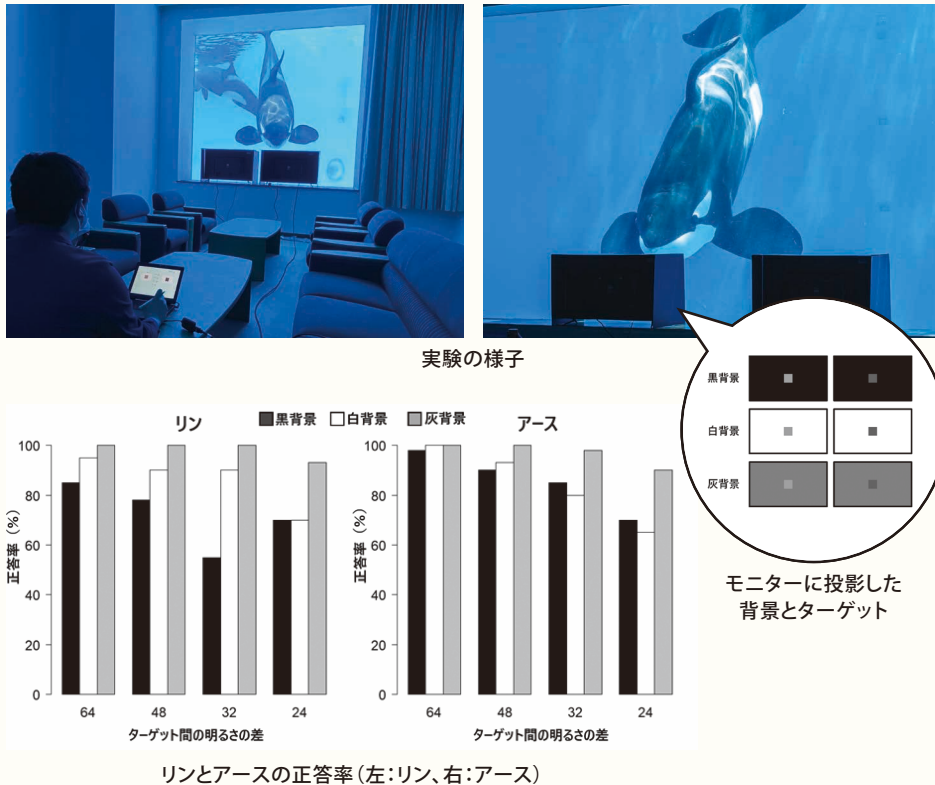 実験の様子
黒背景
白背景
灰背景
モニターに投影した
背景とターゲット
リン
■黒背景 □白背景 ■灰背景
アース
正答率（%）
100
80
60
40
20
0
64 48 32 24
ターゲット間の明るさの差
正答率（%）
100
80
60
40
20
0
64 48 32 24
ターゲット間の明るさの差
リンとアースの正答率（左：リン、右：アース）